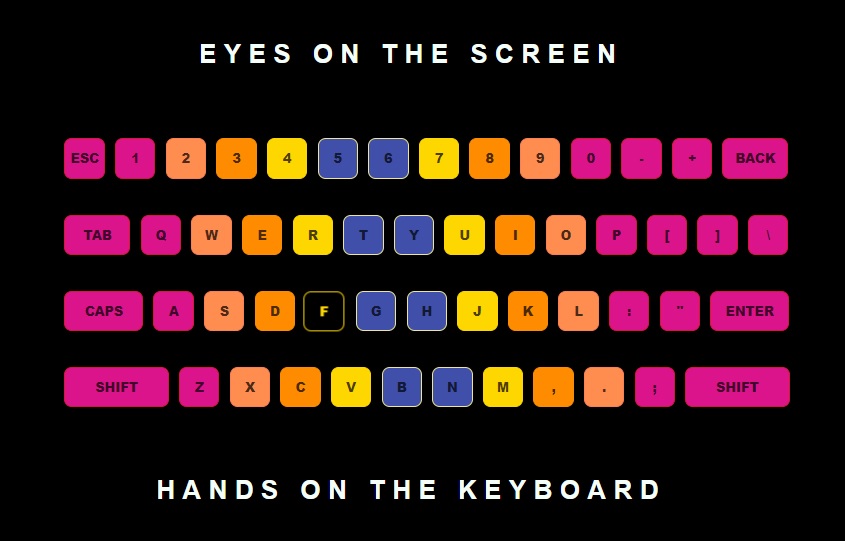 EYES ON THE SCREEN
ESC 1 2 3 4 5 6 7 8 9 0 - + BACK
TAB Q W E R T Y U I O P [ ] \
CAPS A S D F G H J K L : " ENTER
SHIFT Z X C V B N M , . ; SHIFT
HANDS ON THE KEYBOARD